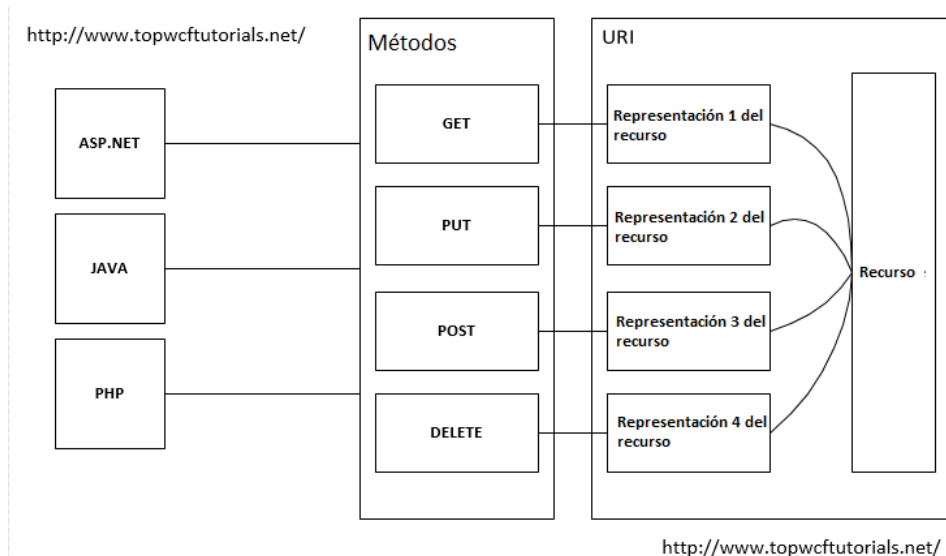 http://www.topwcftutorials.net/
Métodos
URI
ASP.NET
JAVA
PHP
GET
PUT
POST
DELETE
Representación 1 del
recurso
Representación 2 del
recurso
Representación 3 del
recurso
Representación 4 del
recurso
Recurso
http://www.topwcftutorials.net/